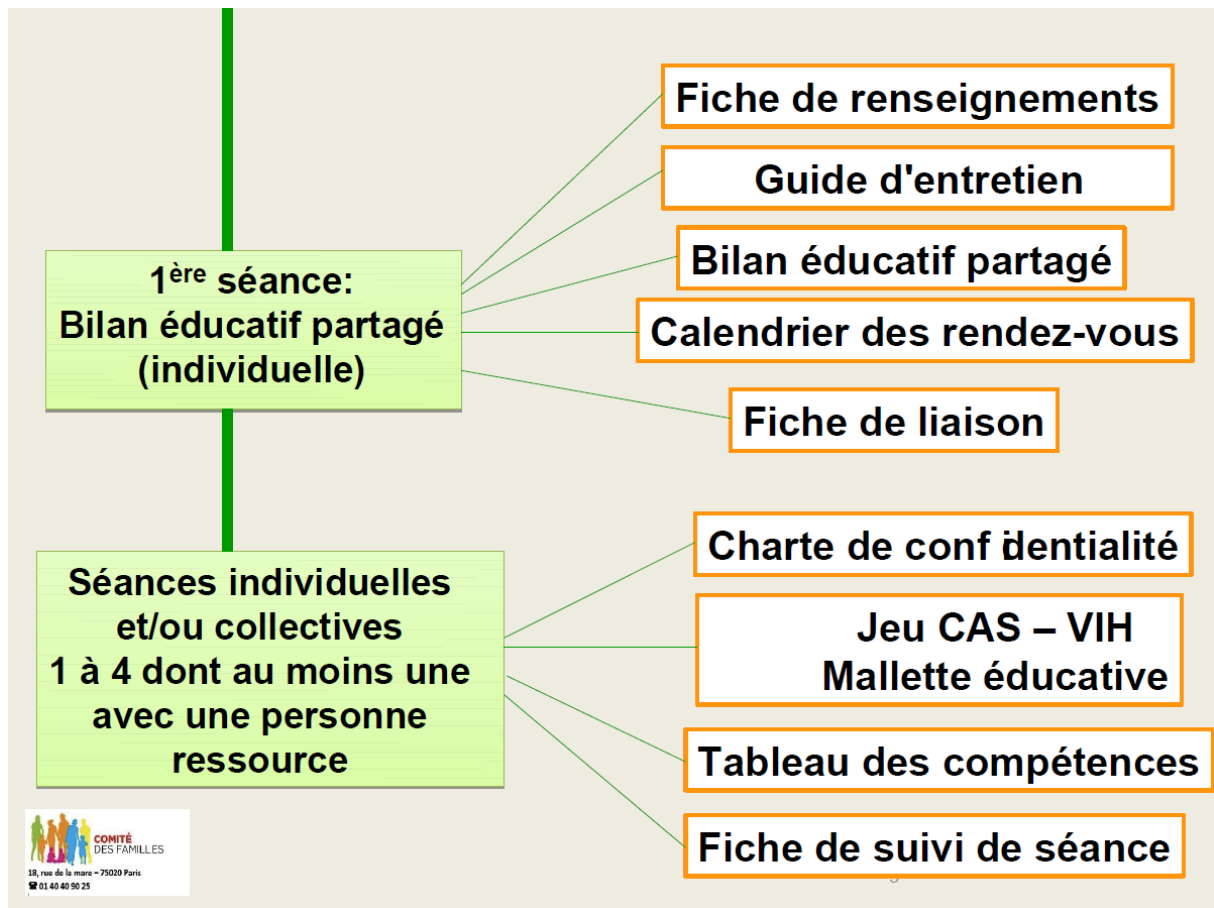 1ère séance:
Bilan éducatif partagé
(individuelle)
Fiche de renseignements
Guide d'entretien
Bilan éducatif partagé
Calendrier des rendez-vous
Fiche de liaison
Séances individuelles
et/ou collectives
1 à 4 dont au moins une
avec une personne
ressource
Charte de conf identialité
Jeu CAS – VIH
Mallette éducative
Tableau des compétences
Fiche de suivi de séance
COMITÉ
DES FAMILLES
18, rue de la mare – 75020 Paris
☎ 01 40 40 90 25